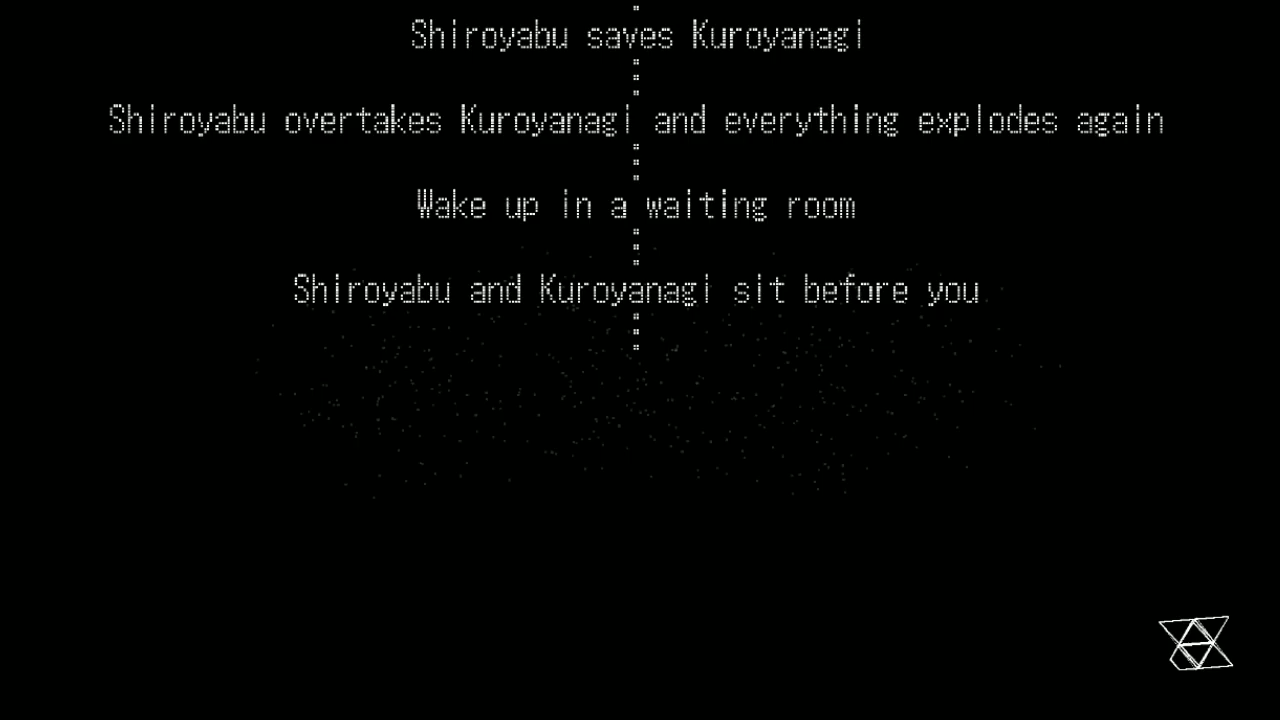 Shiroyabu saves Kuroyanagi
Shiroyabu overtakes Kuroyanagi and everything explodes again
Wake up in a waiting room
Shiroyabu and Kuroyanagi sit before you